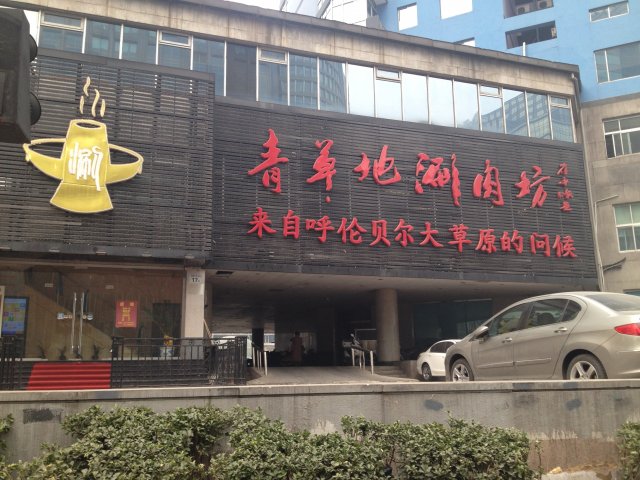 涮
青草地涮肉坊
来自呼伦贝尔大草原的问候